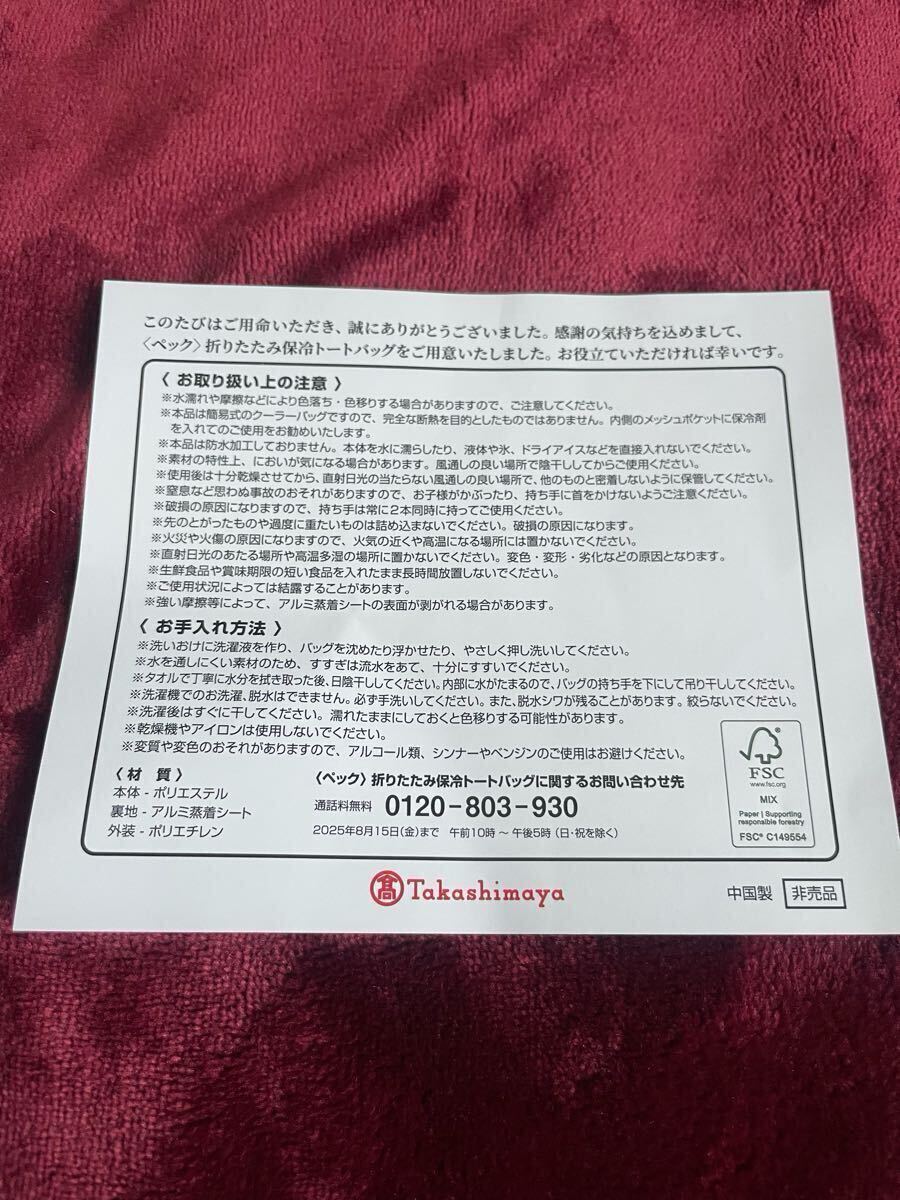 このたびはご用命いただき、誠にありがとうございました。感謝の気持ちを込めまして、
〈ペック〉折りたたみ保冷トートバッグをご用意いたしました。お役立ていただければ幸いです。
〈 お取り扱い上の注意 〉
※水濡れや摩擦などにより色落ち・色移りする場合がありますので、ご注意してください。
※本品は簡易式のクーラーバッグですので、完全な断熱を目的としたものではありません。内側のメッシュポケットに保冷剤
を入れてのご使用をお勧めいたします。
※本品は防水加工しておりません。本体を水に濡らしたり、液体や氷、ドライアイスなどを直接入れないでください。
※素材の特性上、においが気になる場合があります。風通しの良い場所で陰干ししてからご使用ください。
※使用後は十分乾燥させてから、直射日光の当たらない風通しの良い場所で、他のものと密着しないように保管してください。
※窒息など思わぬ事故のおそれがありますので、お子様がかぶったり、持ち手に首をかけないようご注意ください。
※破損の原因になりますので、持ち手は常に2本同時に持ってご使用ください。
※先のとがったものや過度に重たいものは詰め込まないでください。破損の原因になります。
※火災や火傷の原因になりますので、火気の近くや高温になる場所には置かないでください。
※直射日光のあたる場所や高温多湿の場所に置かないでください。変色・変形・劣化などの原因となります。
※生鮮食品や賞味期限の短い食品を入れたまま長時間放置しないでください。
※ご使用状況によっては結露することがあります。
※強い摩擦等によって、アルミ蒸着シートの表面が剥がれる場合があります。
〈 お手入れ方法 〉
※洗いおけに洗濯液を作り、バッグを沈めたり浮かせたり、やさしく押し洗いしてください。
※水を通しにくい素材のため、すすぎは流水をあて、十分にすすいでください。
※タオルで丁寧に水分を拭き取った後、日陰干ししてください。内部に水がたまるので、バッグの持ち手を下にして吊り干ししてください。
※洗濯機でのお洗濯、脱水はできません。必ず手洗いしてください。また、脱水シワが残ることがあります。絞らないでください。
※洗濯後はすぐに干してください。濡れたままにしておくと色移りする可能性があります。
※乾燥機やアイロンは使用しないでください。
※変質や変色のおそれがありますので、アルコール類、シンナーやベンジンのご使用はお避けください。
〈 材 質 〉
本体 - ポリエステル
裏地 - アルミ蒸着シート
外装 - ポリエチレン
〈ペック〉折りたたみ保冷トートバッグに関するお問い合わせ先
通話料無料 0120-803-930
2025年8月15日(金)まで 午前10時 ～ 午後5時 (日・祝を除く)
FSC
www.fsc.org
MIX
Paper | Supporting
responsible forestry
FSC® C149554
髙 Takashimaya
中国製 非売品